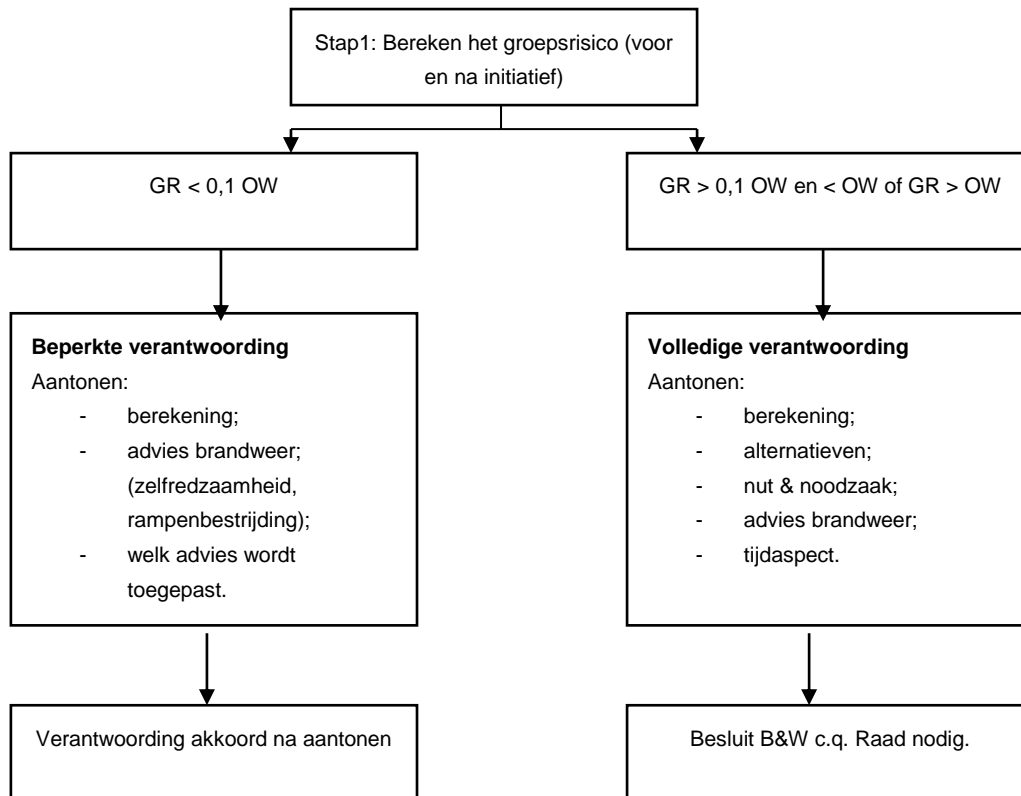 Stap1: Bereken het groepsrisico (voor
en na initiatief)
GR < 0,1 OW
GR > 0,1 OW en < OW of GR > OW
Beperkte verantwoording
Aantonen:
- berekening;
- advies brandweer;
(zelfredzaamheid,
rampenbestrijding);
- welk advies wordt
toegepast.
Volledige verantwoording
Aantonen:
- berekening;
- alternatieven;
- nut & noodzaak;
- advies brandweer;
- tijdaspect.
Verantwoording akkoord na aantonen
Besluit B&W c.q. Raad nodig.